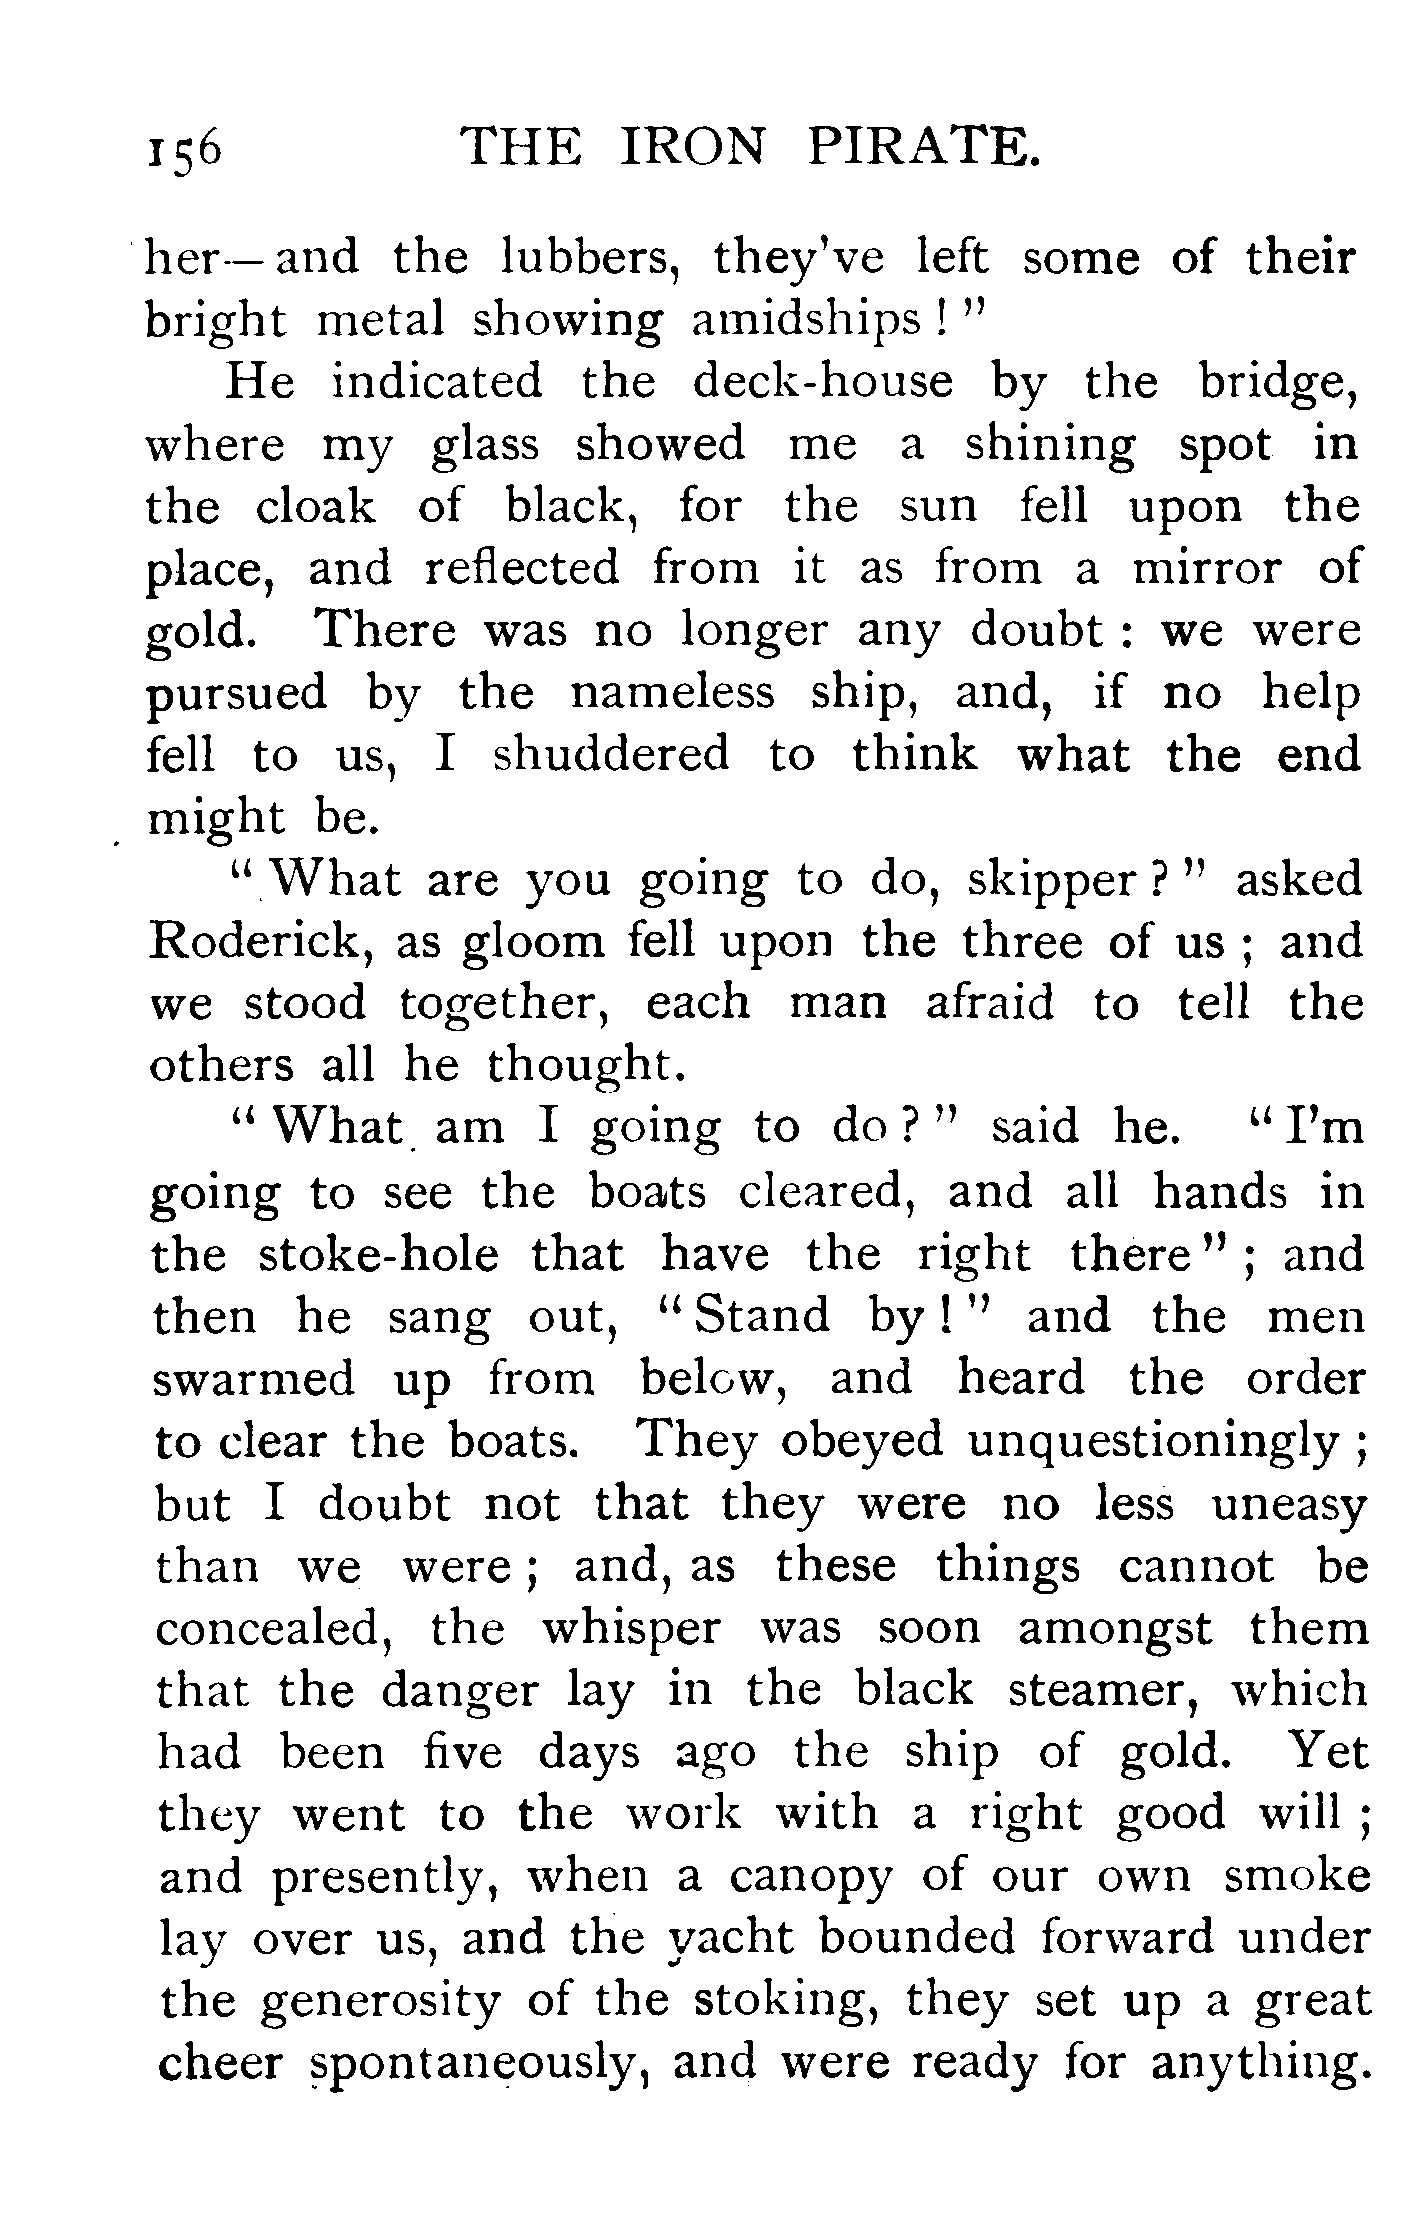 156 THE IRON PIRATE.
her—and the lubbers, they've left some of their
bright metal showing amidships ! "
He indicated the deck-house by the bridge,
where my glass showed me a shining spot in
the cloak of black, for the sun fell upon the
place, and reflected from it as from a mirror of
gold. There was no longer any doubt : we were
pursued by the nameless ship, and, if no help
fell to us, I shuddered to think what the end
might be.
" What are you going to do, skipper ? " asked
Roderick, as gloom fell upon the three of us ; and
we stood together, each man afraid to tell the
others all he thought.
" What am I going to do ? " said he. " I'm
going to see the boats cleared, and all hands in
the stoke-hole that have the right there " ; and
then he sang out, " Stand by ! " and the men
swarmed up from below, and heard the order
to clear the boats. They obeyed unquestioningly ;
but I doubt not that they were no less uneasy
than we were ; and, as these things cannot be
concealed, the whisper was soon amongst them
that the danger lay in the black steamer, which
had been five days ago the ship of gold. Yet
they went to the work with a right good will ;
and presently, when a canopy of our own smoke
lay over us, and the yacht bounded forward under
the generosity of the stoking, they set up a great
cheer spontaneously, and were ready for anything.